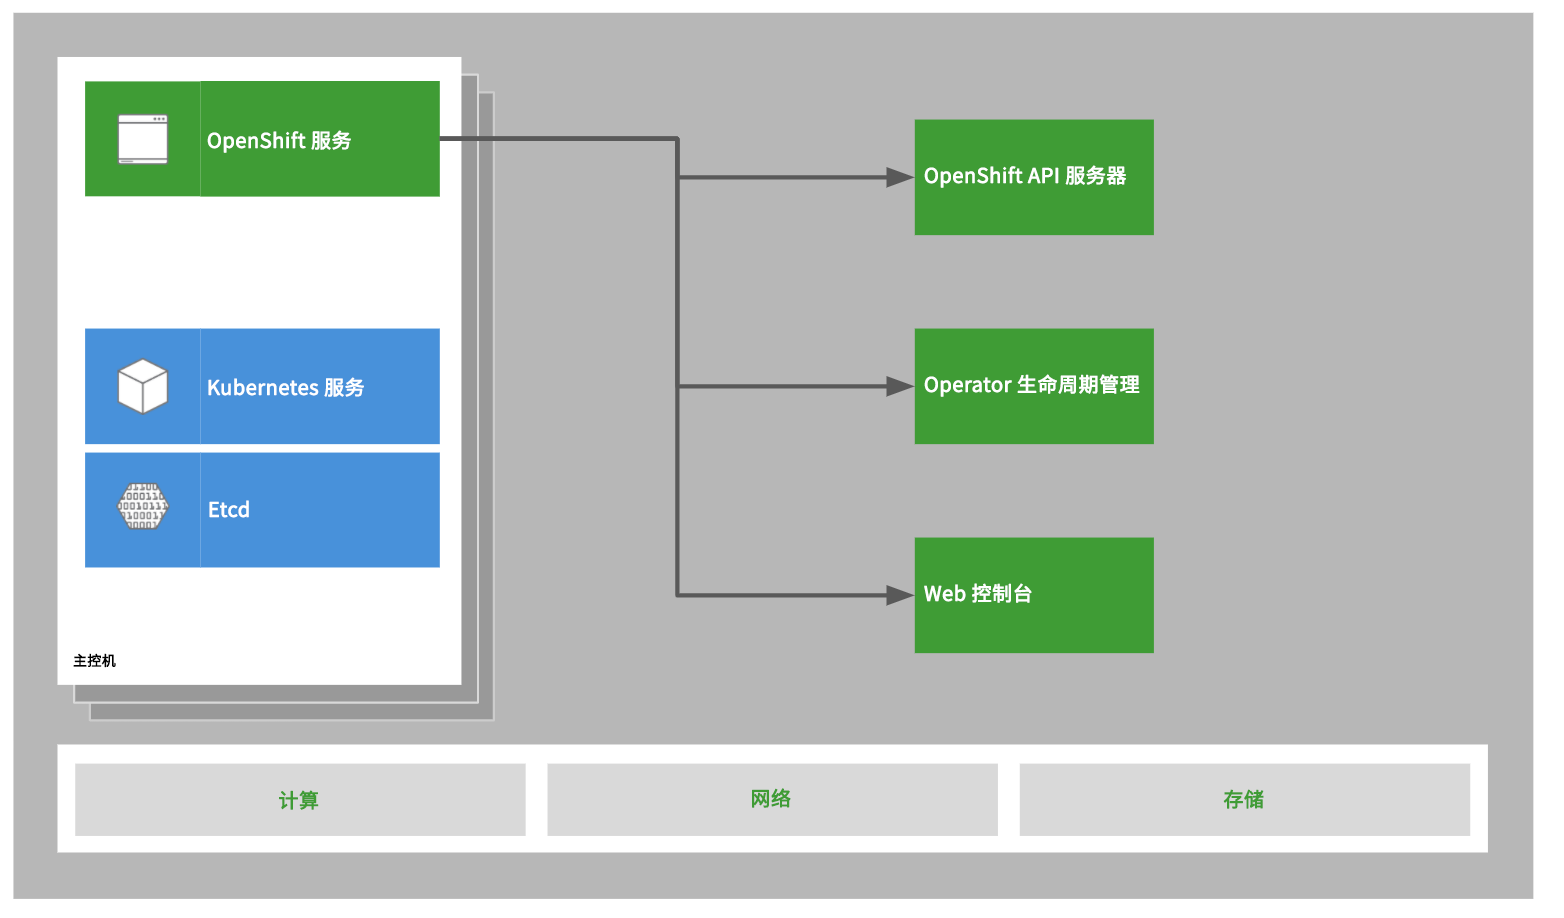 OpenShift 服务
Kubernetes 服务
Etcd
主控机
OpenShift API 服务器
Operator 生命周期管理
Web 控制台
计算
网络
存储